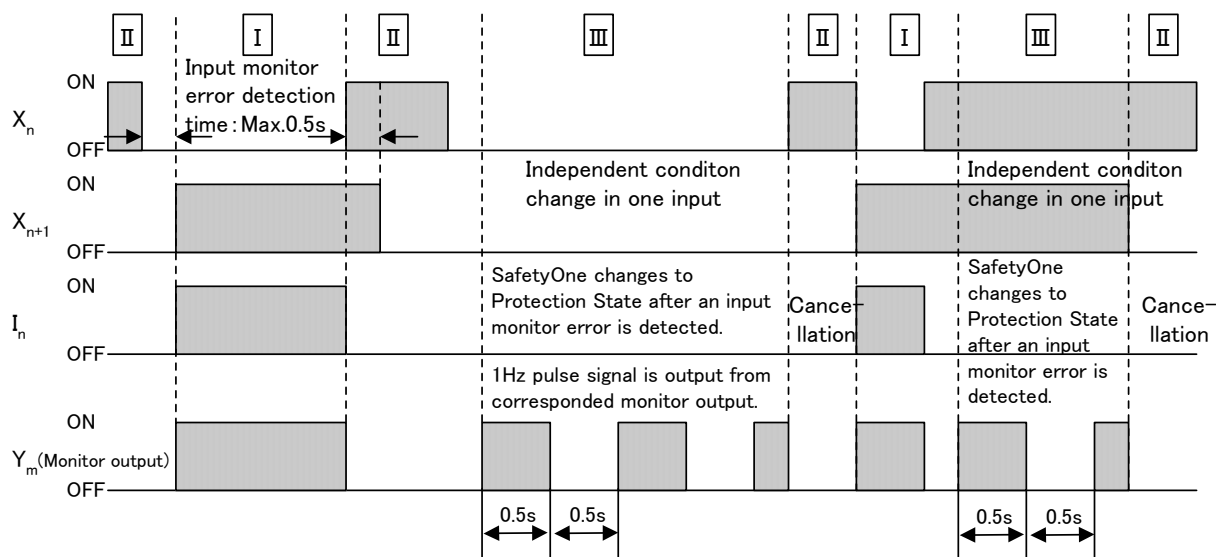 Ⅱ Ⅰ Ⅱ Ⅲ Ⅱ Ⅰ Ⅲ Ⅱ
Input monitor
error detection
time：Max.0.5s
ON
Xn
OFF
Independent conditon
change in one input
Independent conditon
change in one input
ON
Xn+1
OFF
SafetyOne changes to
Protection State after an input
monitor error is detected.
Cance-
llation
SafetyOne
changes to
Protection State
after an input
monitor error is
detected.
Cance-
llation
ON
In
OFF
1Hz pulse signal is output from
corresponded monitor output.
ON
Ym(Monitor output)
OFF
0.5s 0.5s 0.5s 0.5s